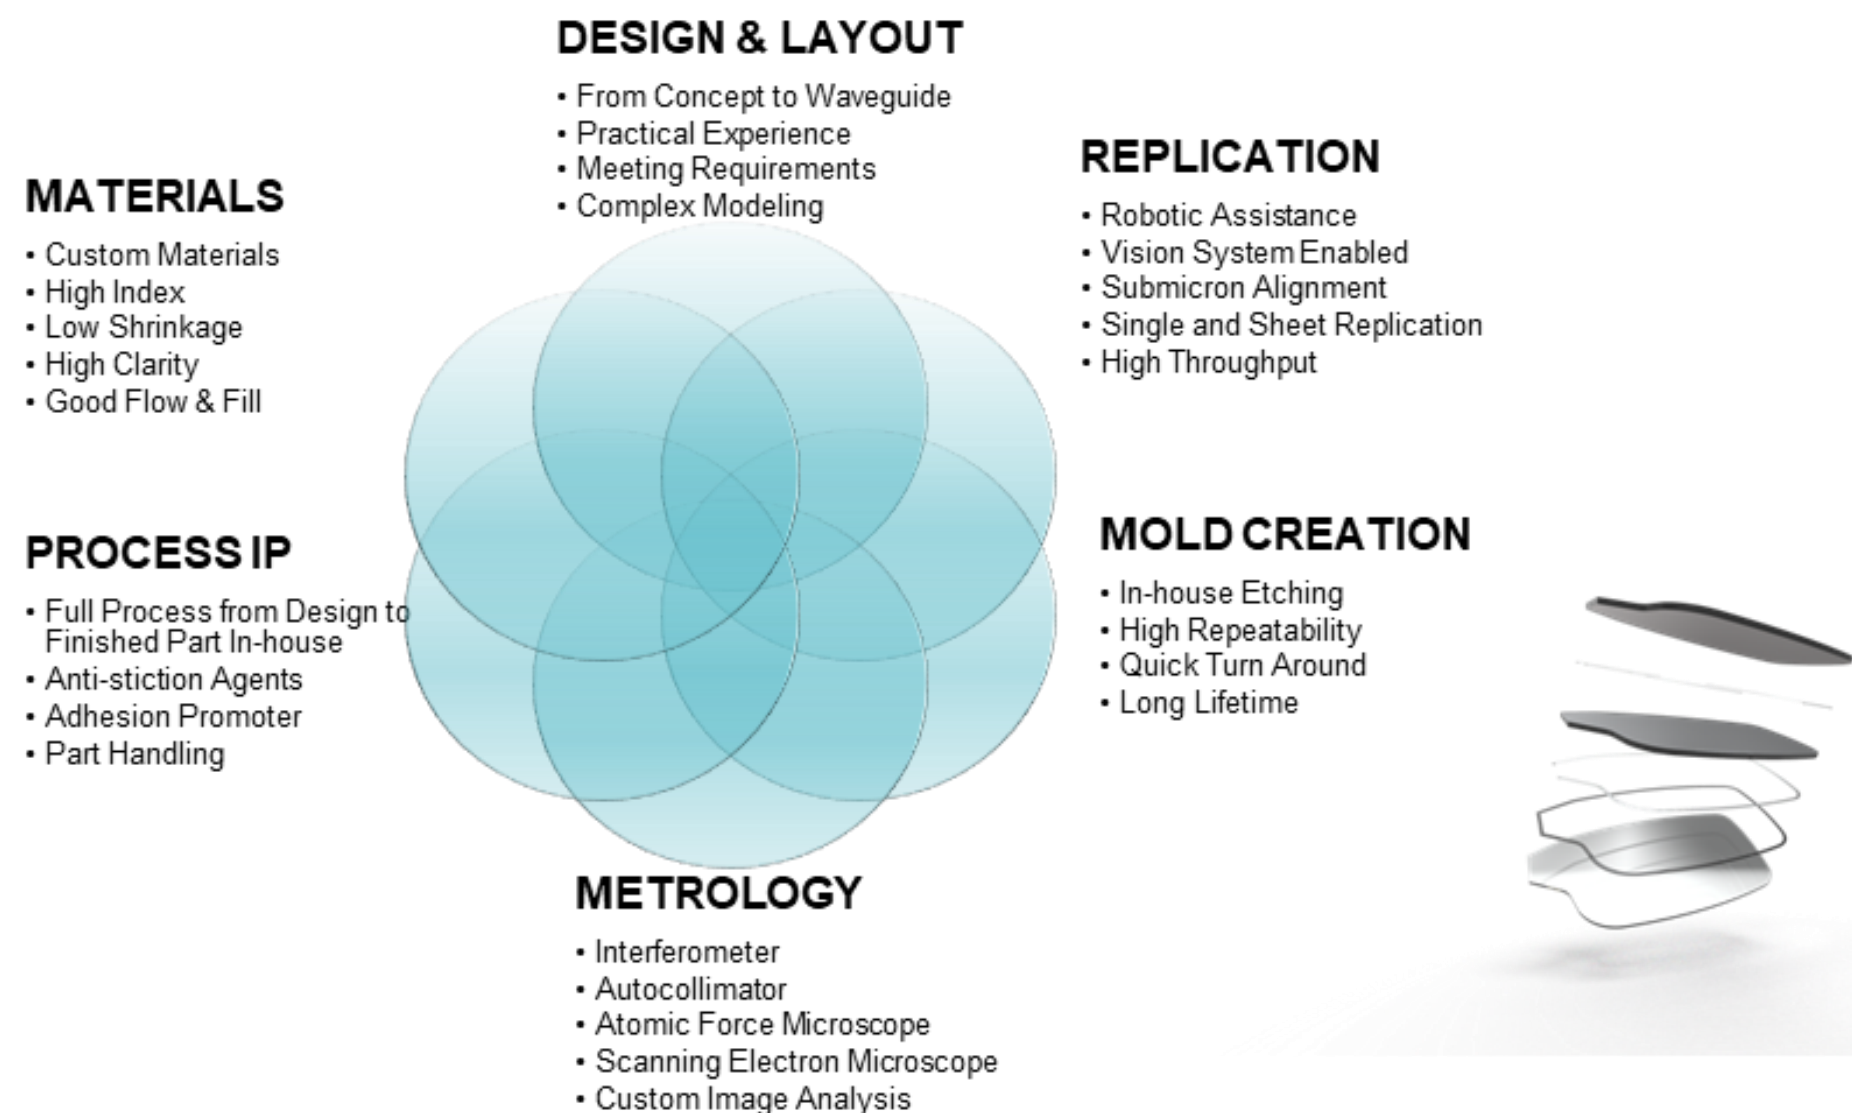 DESIGN & LAYOUT
• From Concept to Waveguide
• Practical Experience
• Meeting Requirements
• Complex Modeling
REPLICATION
• Robotic Assistance
• Vision System Enabled
• Submicron Alignment
• Single and Sheet Replication
• High Throughput
MATERIALS
• Custom Materials
• High Index
• Low Shrinkage
• High Clarity
• Good Flow & Fill
MOLD CREATION
• In-house Etching
• High Repeatability
• Quick Turn Around
• Long Lifetime
PROCESS IP
• Full Process from Design to
Finished Part In-house
• Anti-stiction Agents
• Adhesion Promoter
• Part Handling
METROLOGY
• Interferometer
• Autocollimator
• Atomic Force Microscope
• Scanning Electron Microscope
• Custom Image Analysis